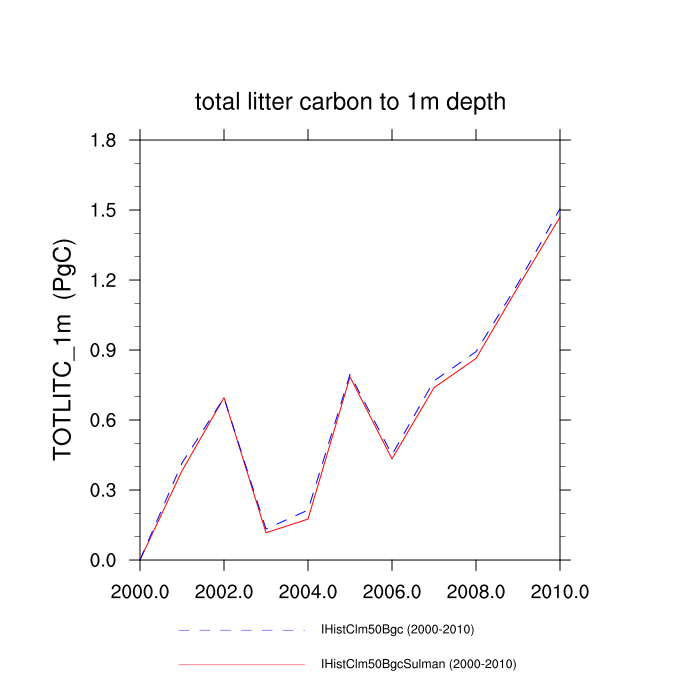 total litter carbon to 1m depth
TOTLITC_1m (PgC)
1.8
1.5
1.2
0.9
0.6
0.3
0.0
2000.0 2002.0 2004.0 2006.0 2008.0 2010.0
IHistClm50Bgc (2000-2010)
IHistClm50BgcSulman (2000-2010)